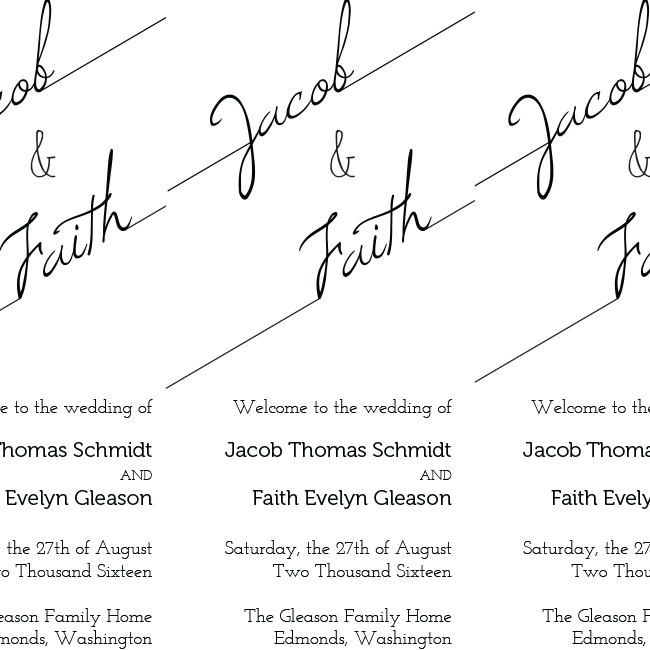 cob
&
Faith
e to the wedding of
Thomas Schmidt
AND
Evelyn Gleason
the 27th of August
o Thousand Sixteen
eason Family Home
monds, Washington
Jacob
&
Faith
Welcome to the wedding of
Jacob Thomas Schmidt
AND
Faith Evelyn Gleason
Saturday, the 27th of August
Two Thousand Sixteen
The Gleason Family Home
Edmonds, Washington
Jacob
&
Fa
Welcome to the
Jacob Thoma
Faith Evely
Saturday, the 27
Two Thou
The Gleason F
Edmonds,